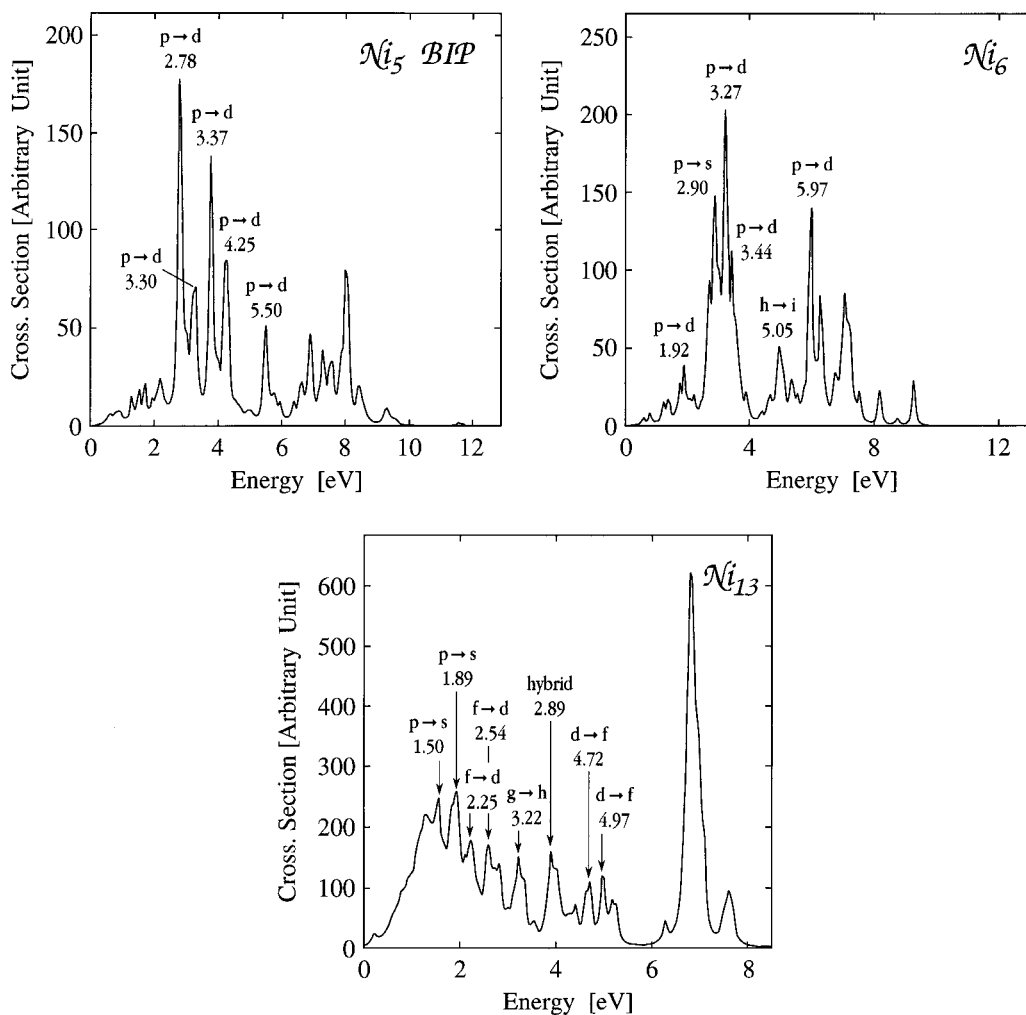 Ni5 BIP
200
150
100
50
0
Cross. Section [Arbitrary Unit]
p→d
2.78
p→d
3.37
p→d
4.25
p→d
3.30
p→d
5.50
0 2 4 6 8 10 12
Energy [eV]
Ni6
250
200
150
100
50
0
Cross. Section [Arbitrary Unit]
p→d
3.27
p→s
2.90
p→d
5.97
p→d
3.44
h→i
5.05
p→d
1.92
0 4 8 12
Energy [eV]
Ni13
600
500
400
300
200
100
0
Cross. Section [Arbitrary Unit]
p→s
1.89
hybrid
2.89
f→d
2.54
p→s
1.50
d→f
4.72
f→d
2.25
g→h
3.22
d→f
4.97
0 2 4 6 8
Energy [eV]